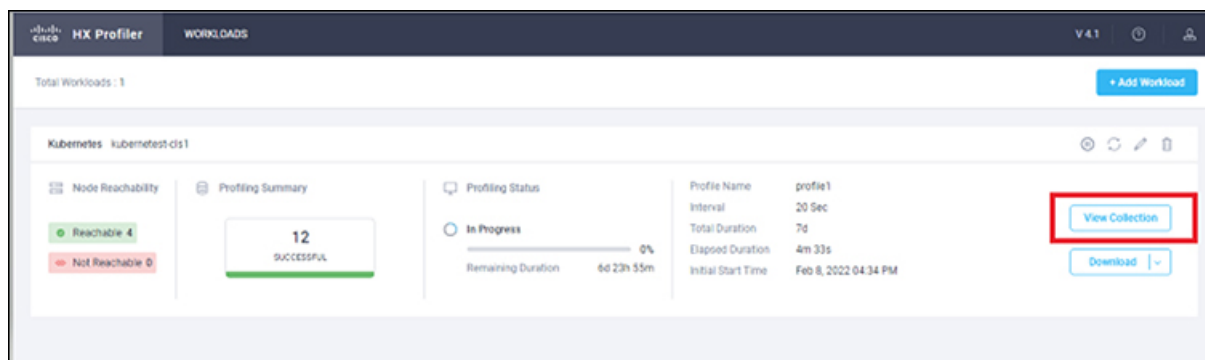 cisco HX Profiler WORKLOADS V 4.1
Total Workloads : 1 + Add Workload
Kubernetes kubernetest-cls1
Node Reachability
Reachable 4
Not Reachable 0
Profiling Summary
12
SUCCESSFUL
Profiling Status
In Progress
0%
Remaining Duration 6d 23h 55m
Profile Name profile1
Interval 20 Sec
Total Duration 7d
Elapsed Duration 4m 33s
Initial Start Time Feb 8, 2022 04:34 PM
View Collection
Download